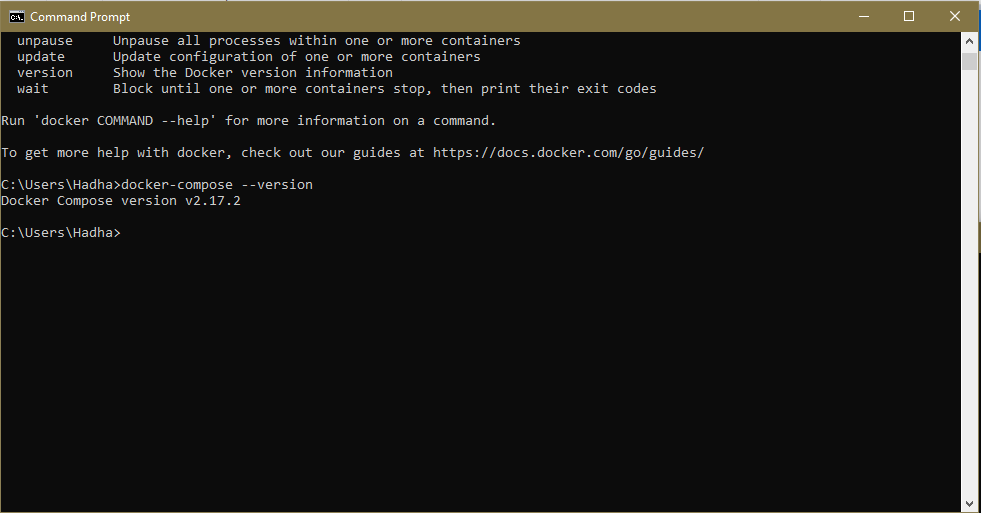 Command Prompt
unpause     Unpause all processes within one or more containers
update      Update configuration of one or more containers
version     Show the Docker version information
wait        Block until one or more containers stop, then print their exit codes
Run 'docker COMMAND --help' for more information on a command.
To get more help with docker, check out our guides at https://docs.docker.com/go/guides/
C:\Users\Hadha>docker-compose --version
Docker Compose version v2.17.2
C:\Users\Hadha>